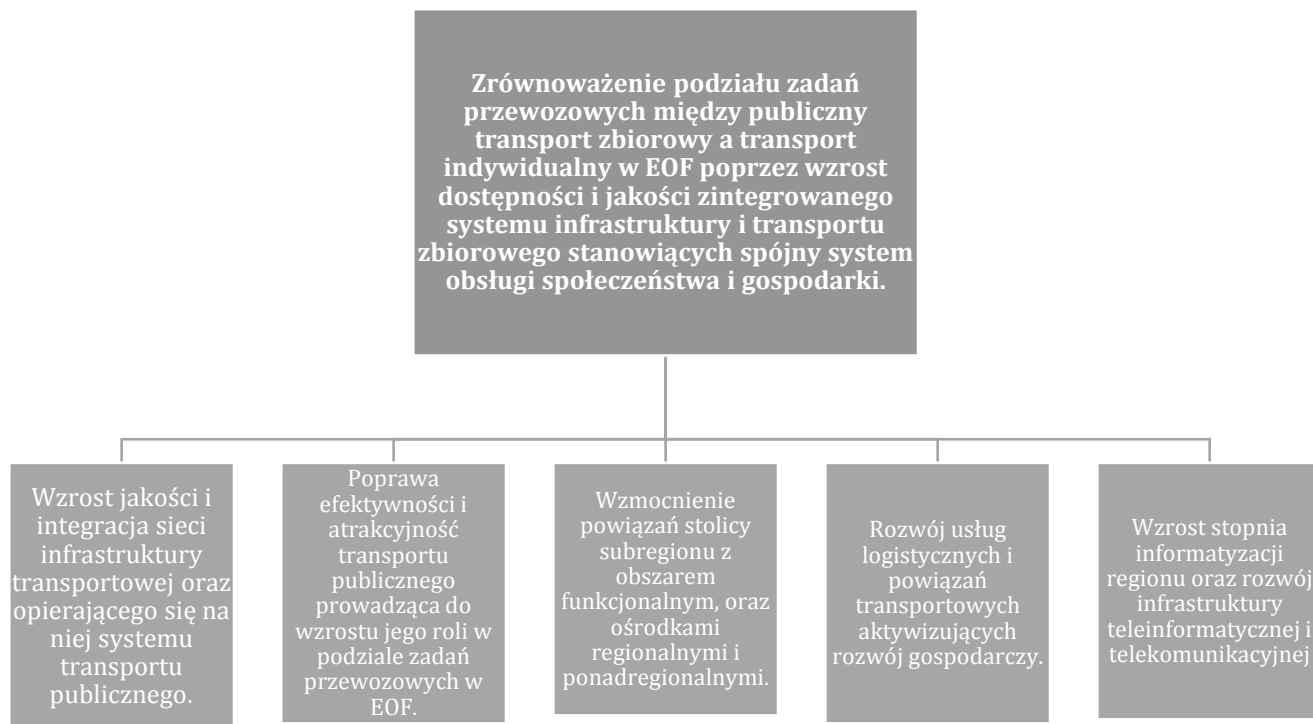 Zrównoważenie podziału zadań
przewozowych między publiczny
transport zbiorowy a transport
indywidualny w EOF poprzez wzrost
dostępności i jakości zintegrowanego
systemu infrastruktury i transportu
zbiorowego stanowiących spójny system
obsługi społeczeństwa i gospodarki.
Wzrost jakości i
integracja sieci
infrastruktury
transportowej oraz
opierającego się na
niej systemu
transportu
publicznego.
Poprawa
efektywności i
atrakcyjność
transportu
publicznego
prowadząca do
wzrostu jego roli w
podziale zadań
przewozowych w
EOF.
Wzmocnienie
powiązań stolicy
subregionu z
obszarem
funkcjonalnym, oraz
ośrodkami
regionalnymi i
ponadregionalnymi.
Rozwój usług
logistycznych i
powiązań
transportowych
aktywizujących
rozwój gospodarczy.
Wzrost stopnia
informatyzacji
regionu oraz rozwój
infrastruktury
teleinformatycznej i
telekomunikacyjnej